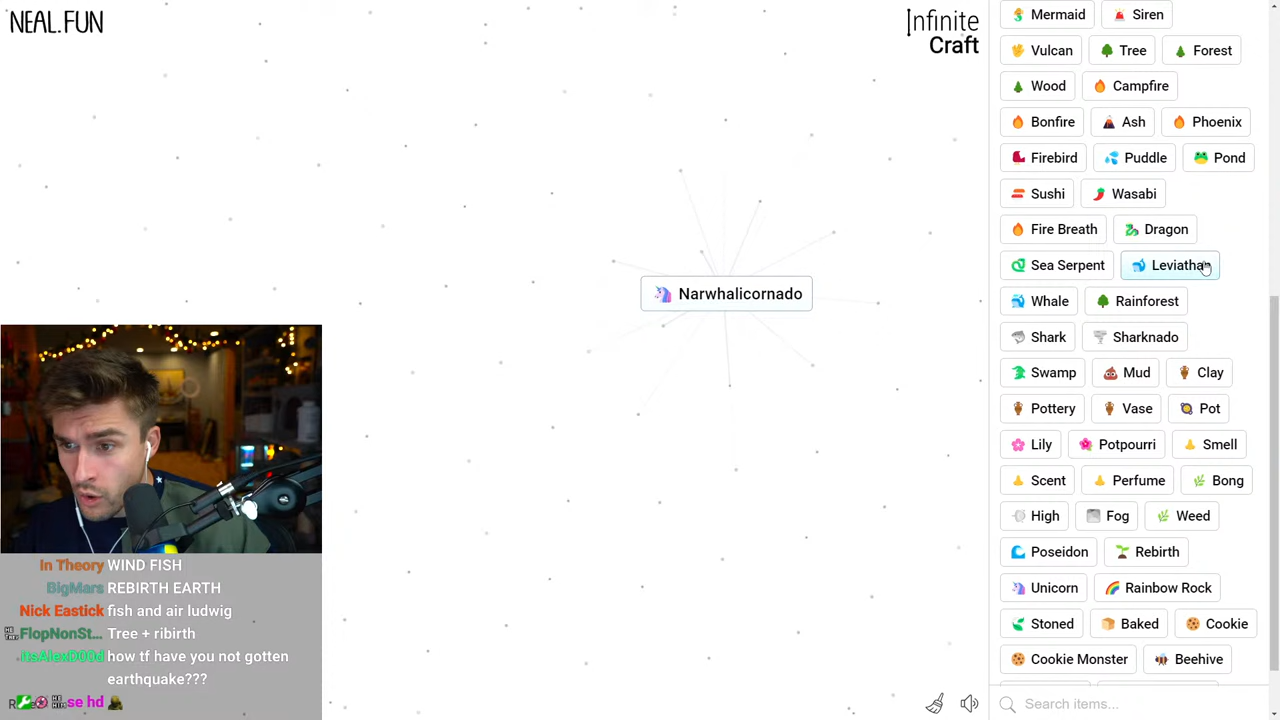 NEAL.FUN
Infinite
Craft
Narwhalicornado
Mermaid Siren
Vulcan Tree Forest
Wood Campfire
Bonfire Ash Phoenix
Firebird Puddle Pond
Sushi Wasabi
Fire Breath Dragon
Sea Serpent Leviathan
Whale Rainforest
Shark Sharknado
Swamp Mud Clay
Pottery Vase Pot
Lily Potpourri Smell
Scent Perfume Bong
High Fog Weed
Poseidon Rebirth
Unicorn Rainbow Rock
Stoned Baked Cookie
Cookie Monster Beehive
Search items...
In Theory WIND FISH
BigMars REBIRTH EARTH
Nick Eastick fish and air ludwig
FlopNonSt... Tree + ribirth
ItsAlexD00d how tf have you not gotten
earthquake???
se hd